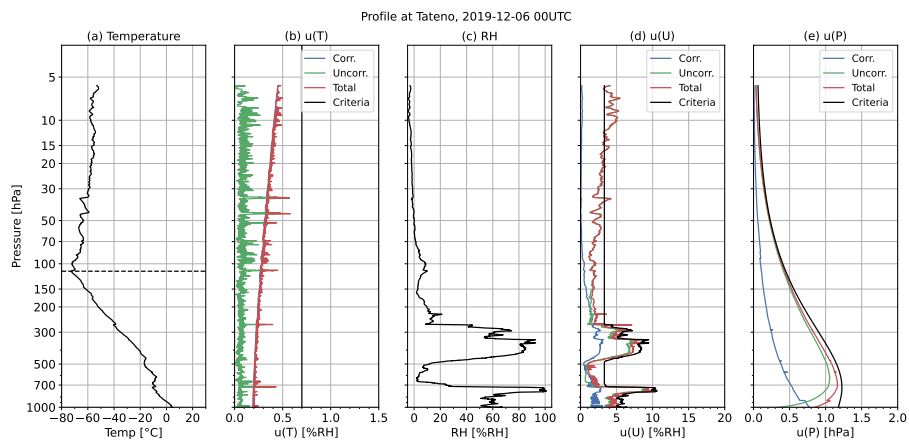 Profile at Tateno, 2019-12-06 00UTC
(a) Temperature
(b) u(T)
(c) RH
(d) u(U)
(e) u(P)
Pressure [hPa]
5
10
15
20
30
50
70
100
150
200
300
500
700
1000
−80 −60 −40 −20 0 20
Temp [°C]
Corr.
Uncorr.
Total
Criteria
0.0 0.5 1.0 1.5
u(T) [%RH]
0 20 40 60 80 100
RH [%RH]
Corr.
Uncorr.
Total
Criteria
0 5 10 15 20
u(U) [%RH]
Corr.
Uncorr.
Total
Criteria
0.0 0.5 1.0 1.5 2.0
u(P) [hPa]